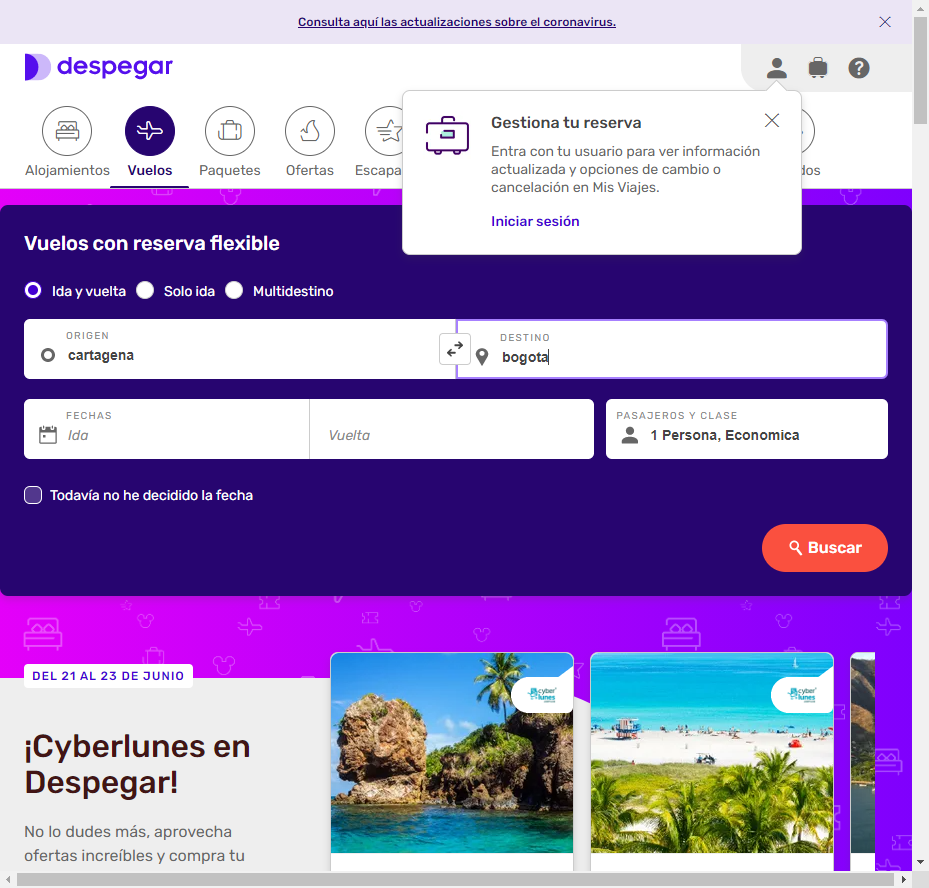 Consulta aquí las actualizaciones sobre el coronavirus.
despegar
Alojamientos
Vuelos
Paquetes
Ofertas
Escapa
dos
Gestiona tu reserva
Entra con tu usuario para ver información
actualizada y opciones de cambio o
cancelación en Mis Viajes.
Iniciar sesión
Vuelos con reserva flexible
Ida y vuelta
Solo ida
Multidestino
ORIGEN
cartagena
DESTINO
bogota
FECHAS
Ida
Vuelta
PASAJEROS Y CLASE
1 Persona, Economica
Todavía no he decidido la fecha
Buscar
DEL 21 AL 23 DE JUNIO
¡Cyberlunes en
Despegar!
No lo dudes más, aprovecha
ofertas increíbles y compra tu
cyber
lunes
cyber
lunes